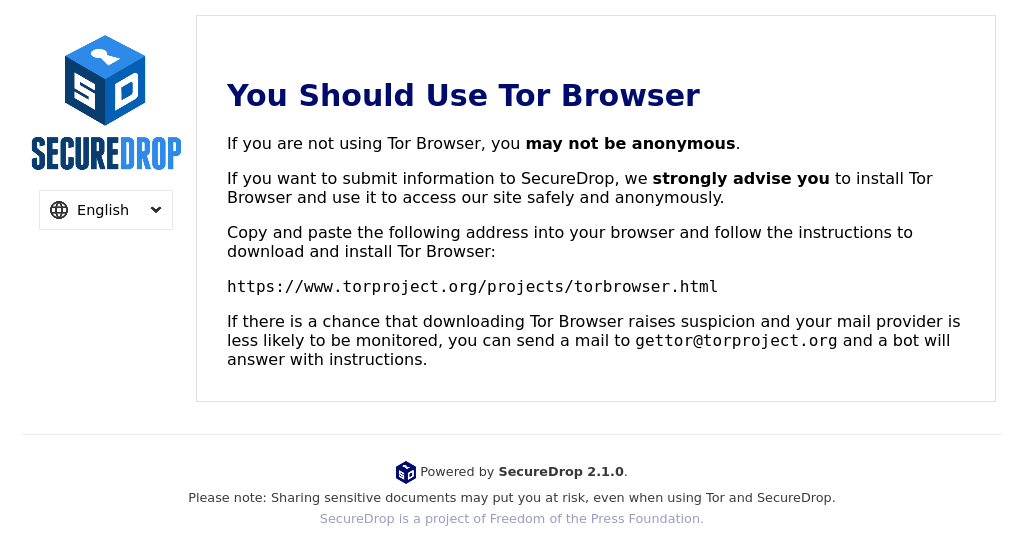 SECUREDROP
English
You Should Use Tor Browser
If you are not using Tor Browser, you may not be anonymous.
If you want to submit information to SecureDrop, we strongly advise you to install Tor
Browser and use it to access our site safely and anonymously.
Copy and paste the following address into your browser and follow the instructions to
download and install Tor Browser:
https://www.torproject.org/projects/torbrowser.html
If there is a chance that downloading Tor Browser raises suspicion and your mail provider is
less likely to be monitored, you can send a mail to gettor@torproject.org and a bot will
answer with instructions.
Powered by SecureDrop 2.1.0.
Please note: Sharing sensitive documents may put you at risk, even when using Tor and SecureDrop.
SecureDrop is a project of Freedom of the Press Foundation.